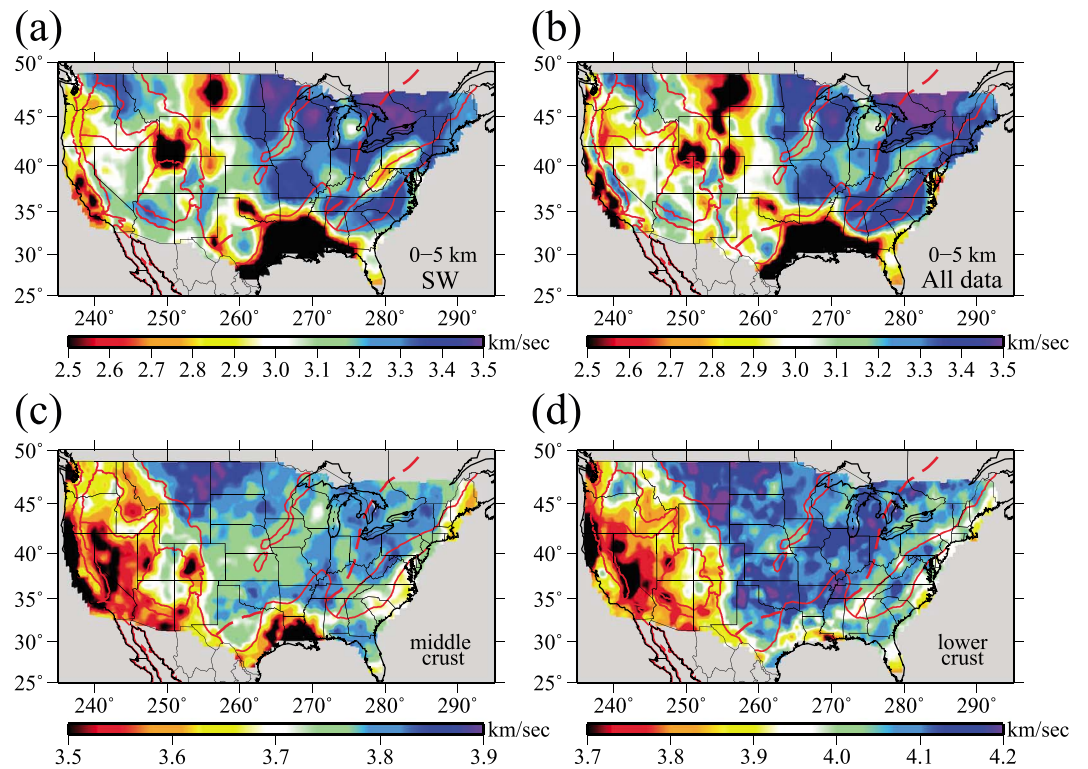 (a)
(b)
50°
45°
40°
35°
30°
25°
0−5 km
SW
240°
250°
260°
270°
280°
290°
km/sec
2.5 2.6 2.7 2.8 2.9 3.0 3.1 3.2 3.3 3.4 3.5
50°
45°
40°
35°
30°
25°
0−5 km
All data
240°
250°
260°
270°
280°
290°
km/sec
2.5 2.6 2.7 2.8 2.9 3.0 3.1 3.2 3.3 3.4 3.5
(c)
(d)
50°
45°
40°
35°
30°
25°
middle
crust
240°
250°
260°
270°
280°
290°
km/sec
3.5 3.6 3.7 3.8 3.9
50°
45°
40°
35°
30°
25°
lower
crust
240°
250°
260°
270°
280°
290°
km/sec
3.7 3.8 3.9 4.0 4.1 4.2